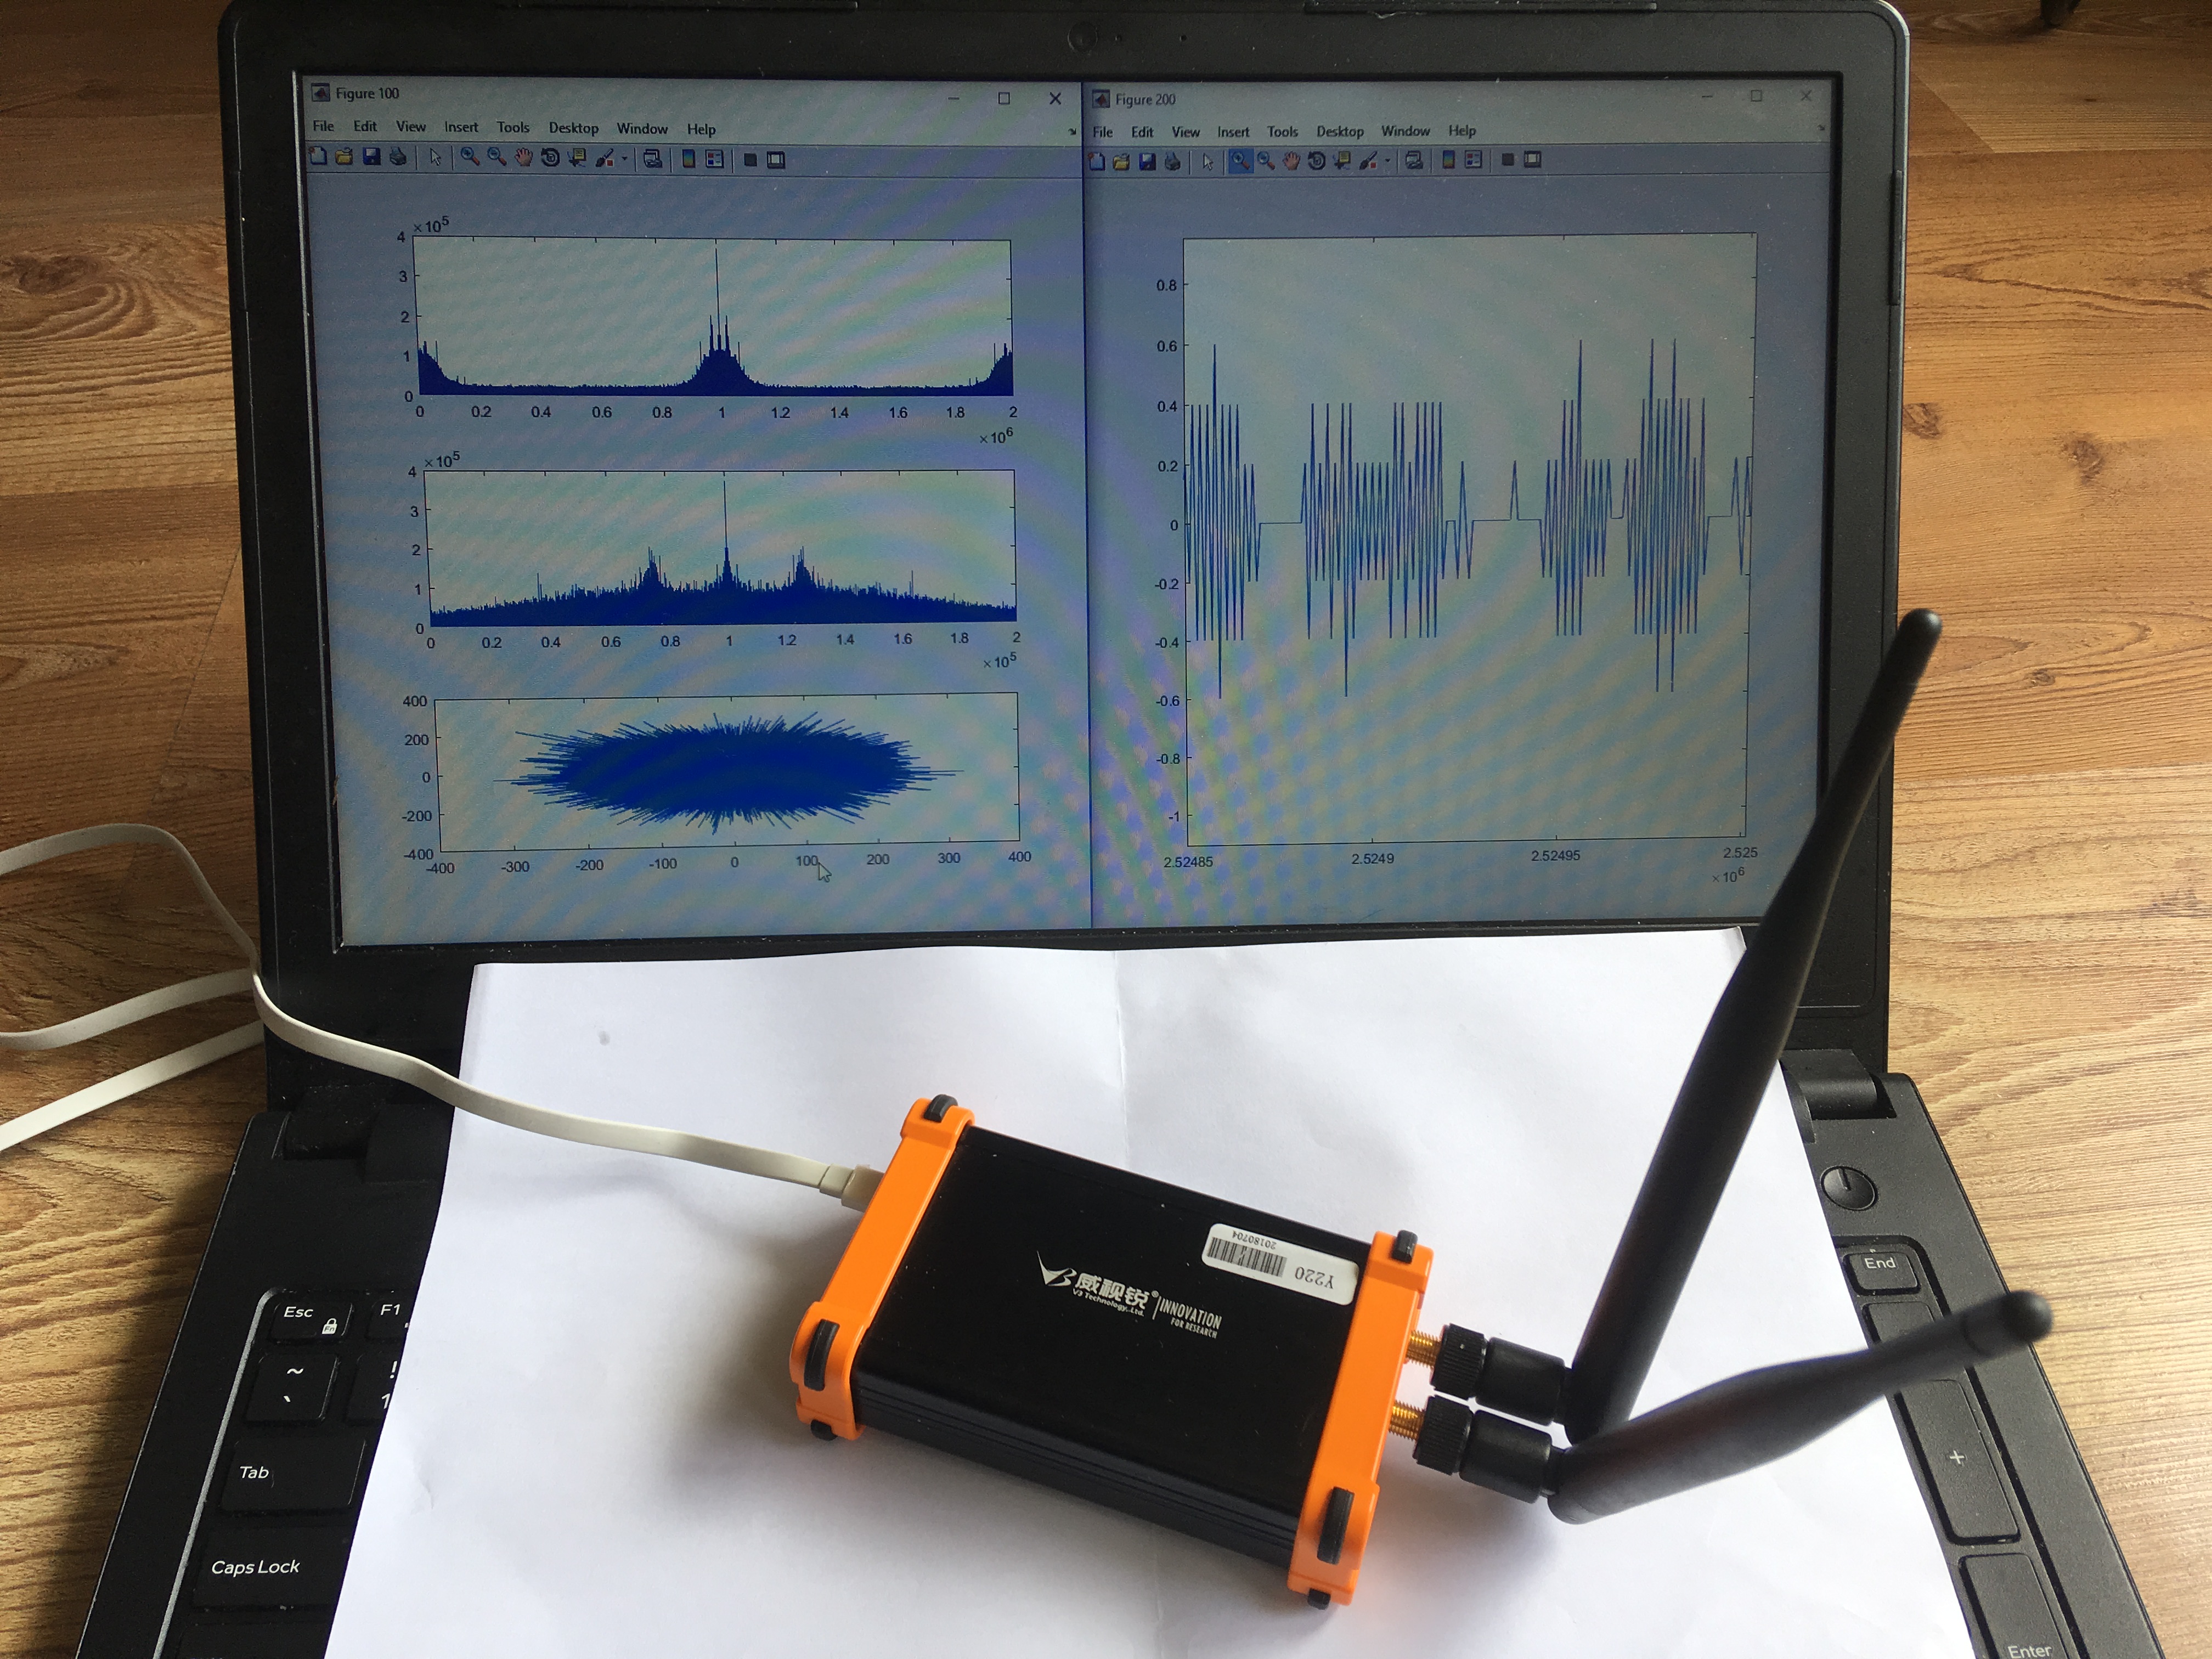 Figure 100
File Edit View Insert Tools Desktop Window Help
×10⁵
4
3
2
1
0
0 0.2 0.4 0.6 0.8 1 1.2 1.4 1.6 1.8 2
×10⁶
×10⁵
4
3
2
1
0
0 0.2 0.4 0.6 0.8 1 1.2 1.4 1.6 1.8 2
×10⁵
400
200
0
-200
-400
-400 -300 -200 -100 0 100 200 300 400
Figure 200
File Edit View Insert Tools Desktop Window Help
0.8
0.6
0.4
0.2
0
-0.2
-0.4
-0.6
-0.8
-1
2.52485 2.5249 2.52495 2.525
×10⁶
Y220
20180704
V3 威视锐®
V3 Technology.,Ltd.
INNOVATION
FOR RESEARCH
Esc
Fn
F1
~
`
!
1
Tab
Caps Lock
End
+
Enter